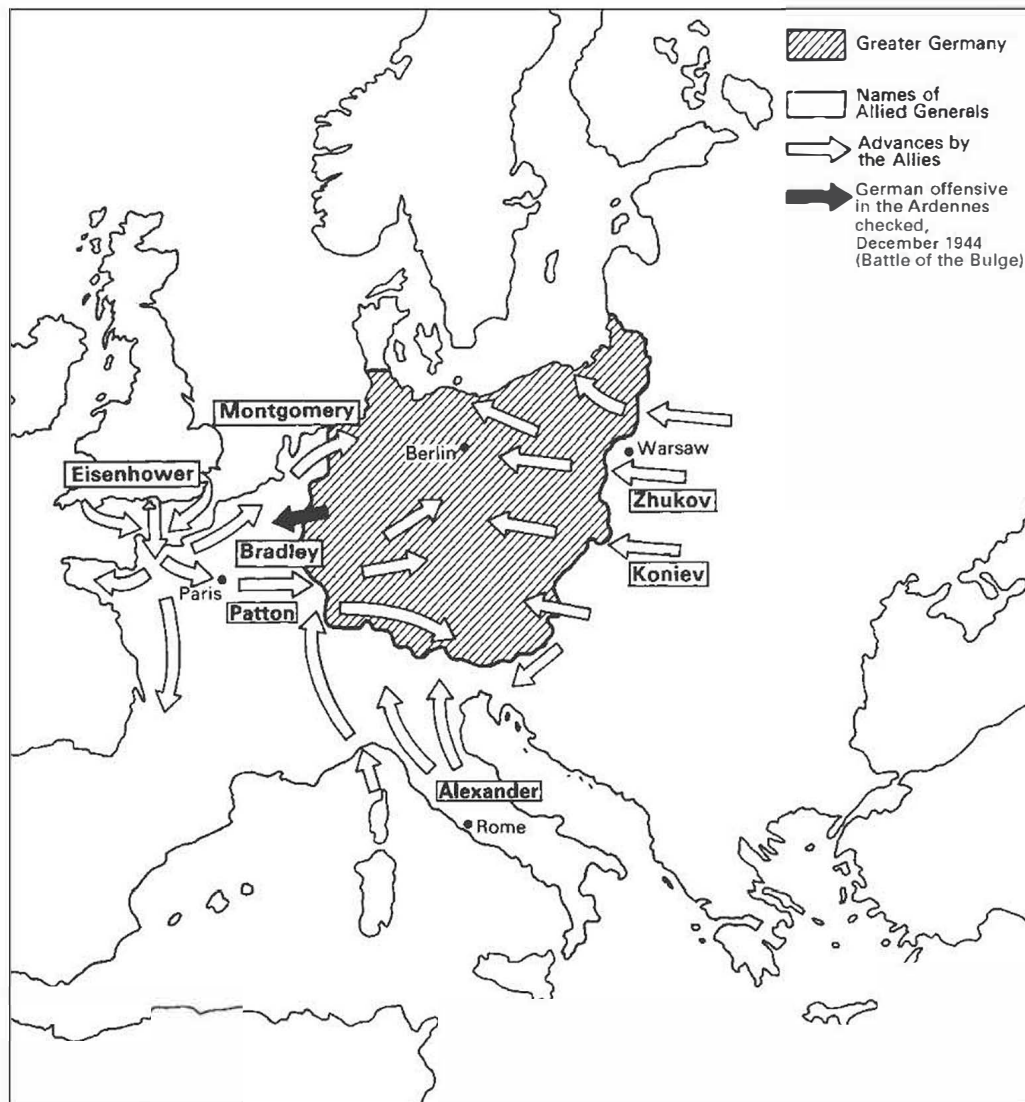 Greater Germany
Names of
Allied Generals
Advances by
the Allies
German offensive
in the Ardennes
checked,
December 1944
(Battle of the Bulge)
Montgomery
Berlin
Warsaw
Eisenhower
Zhukov
Bradley
Koniev
Paris
Patton
Alexander
Rome